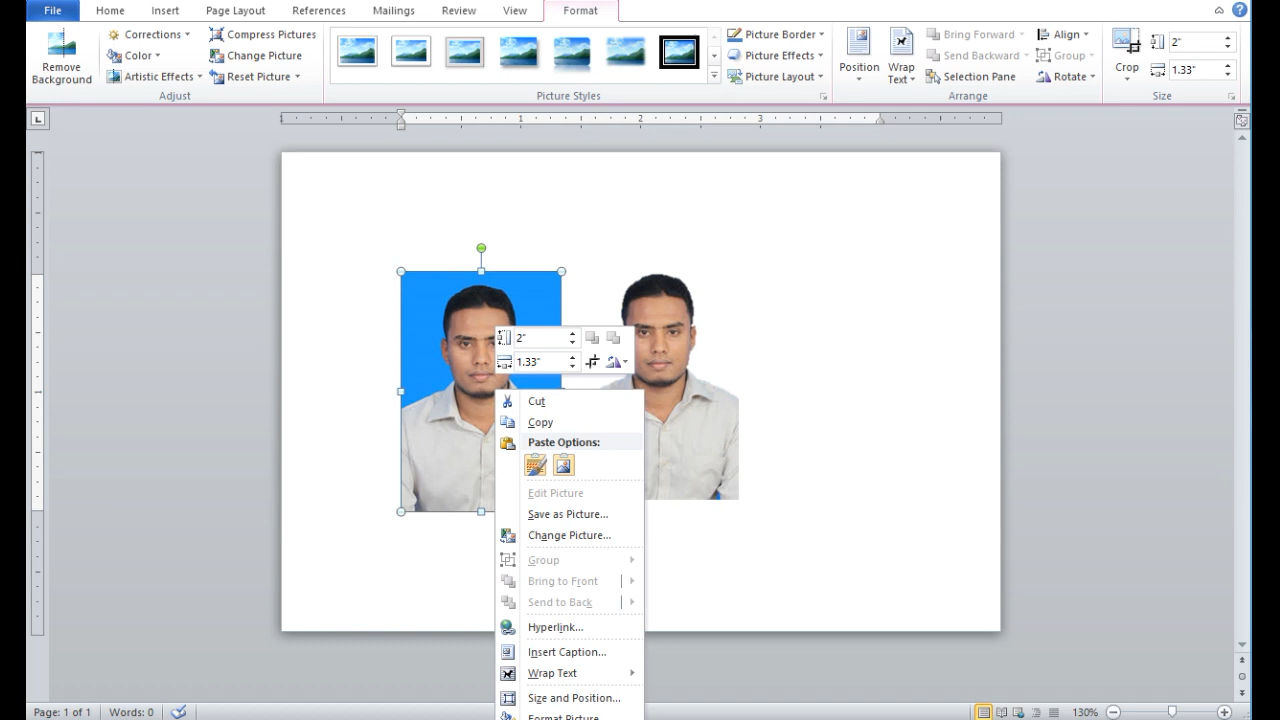 File Home Insert Page Layout References Mailings Review View Format
Remove Background
Corrections
Color
Artistic Effects
Compress Pictures
Change Picture
Reset Picture
Adjust
Picture Border
Picture Effects
Picture Layout
Picture Styles
Position
Wrap Text
Bring Forward
Send Backward
Selection Pane
Align
Group
Rotate
Arrange
Crop
2"
1.33"
Size
1 1 2 3
2"
1.33"
Cut
Copy
Paste Options:
Edit Picture
Save as Picture...
Change Picture...
Group
Bring to Front
Send to Back
Hyperlink...
Insert Caption...
Wrap Text
Size and Position...
Format Picture...
Page: 1 of 1 Words: 0 130%